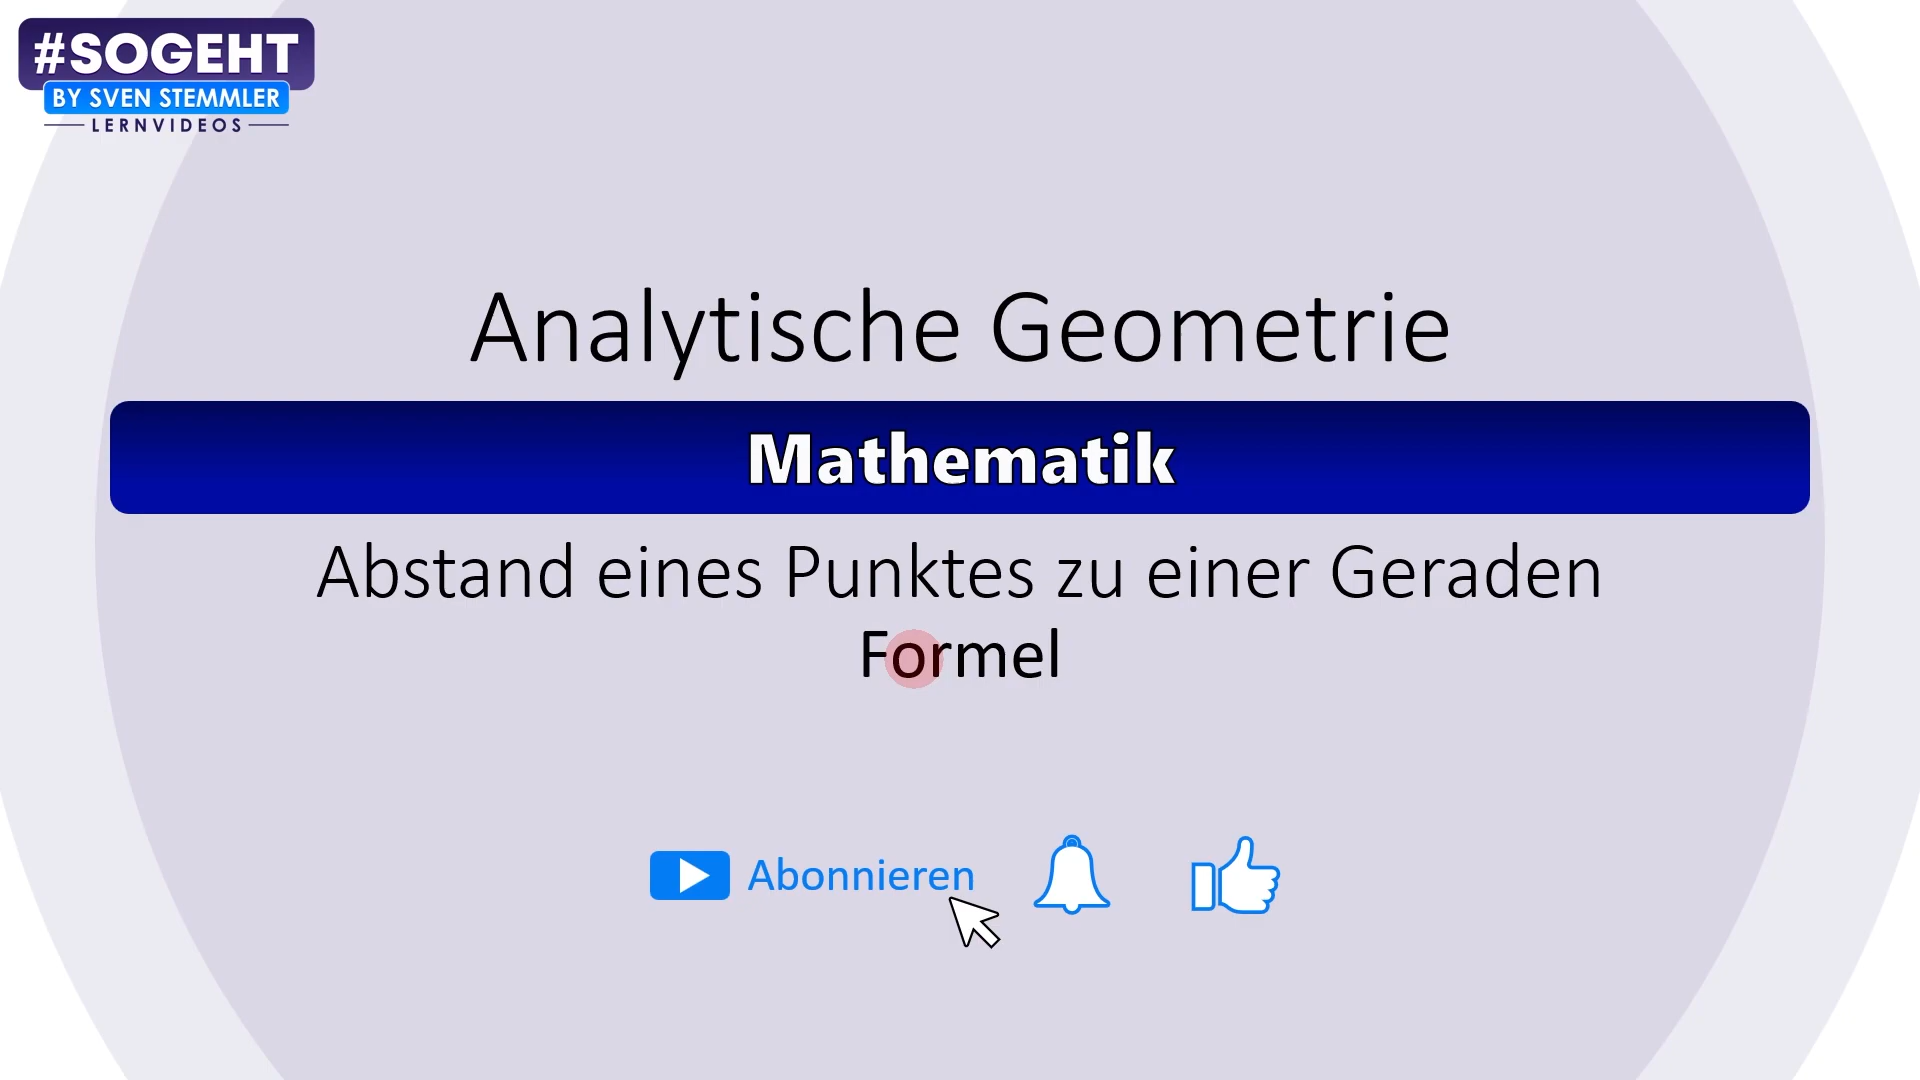 #SOGEHT
BY SVEN STEMMLER
LERNVIDEOS
Analytische Geometrie
Mathematik
Abstand eines Punktes zu einer Geraden
Formel
Abonnieren